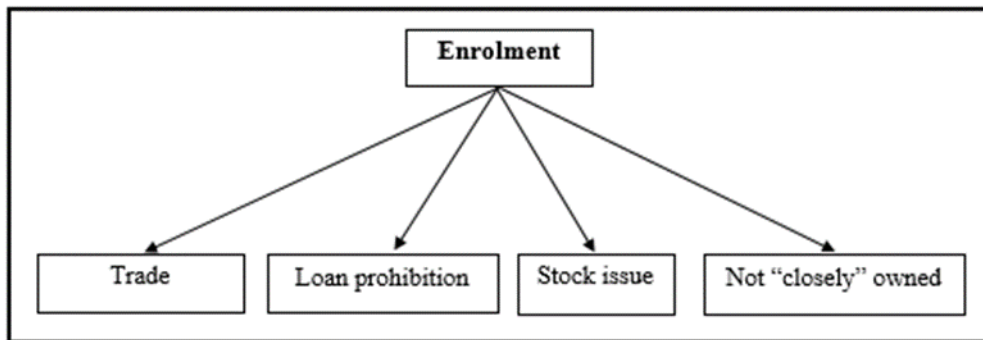 Enrolment
Trade
Loan prohibition
Stock issue
Not “closely” owned